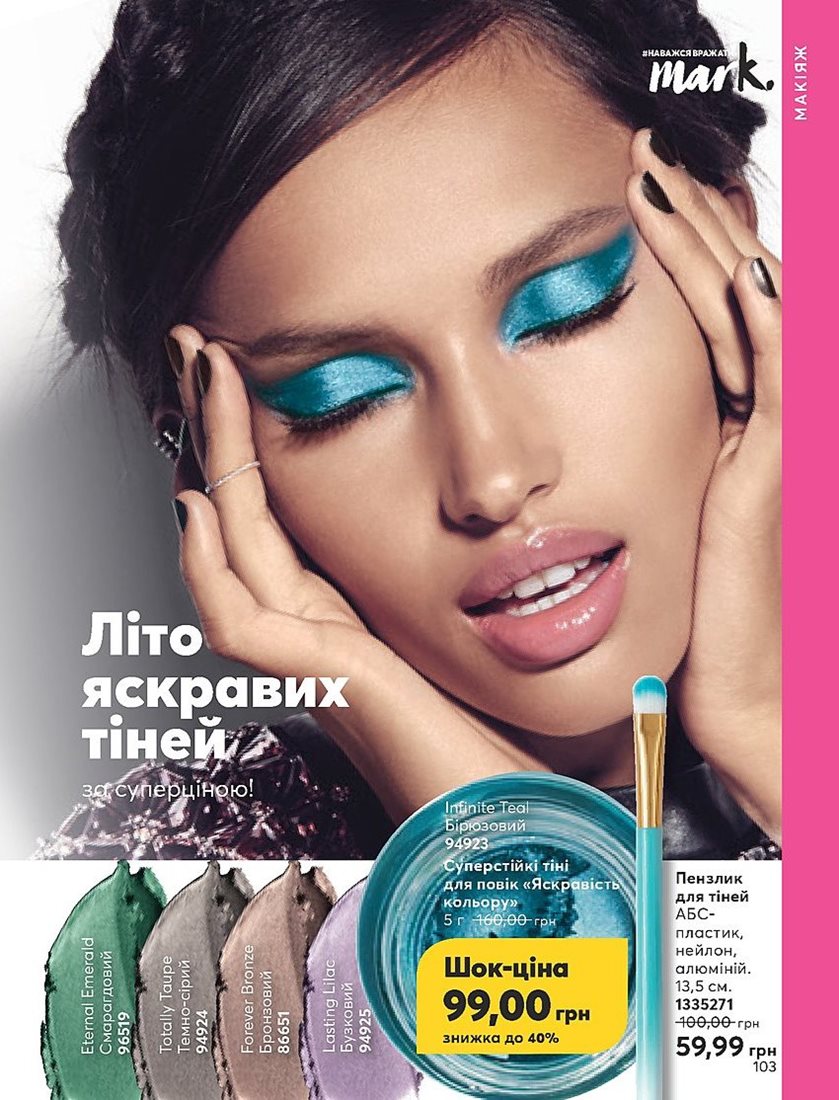 #НАВАЖСЯ ВРАЖАТ
mark.
МАКІЯЖ
Літо
яскравих
тіней
за суперціною!
Infinite Teal
Бірюзовий
94923
Суперстійкі тіні
для повік «Яскравість
кольору»
5 г 160,00 грн
Шок-ціна
99,00 грн
знижка до 40%
Eternal Emerald
Смарагдовий
96519
Totally Taupe
Темно-сірий
94924
Forever Bronze
Бронзовий
86651
Lasting Lilac
Бузковий
94925
Пензлик
для тіней
АБС-
пластик,
нейлон,
алюміній.
13,5 см.
1335271
100,00 грн
59,99 грн
103